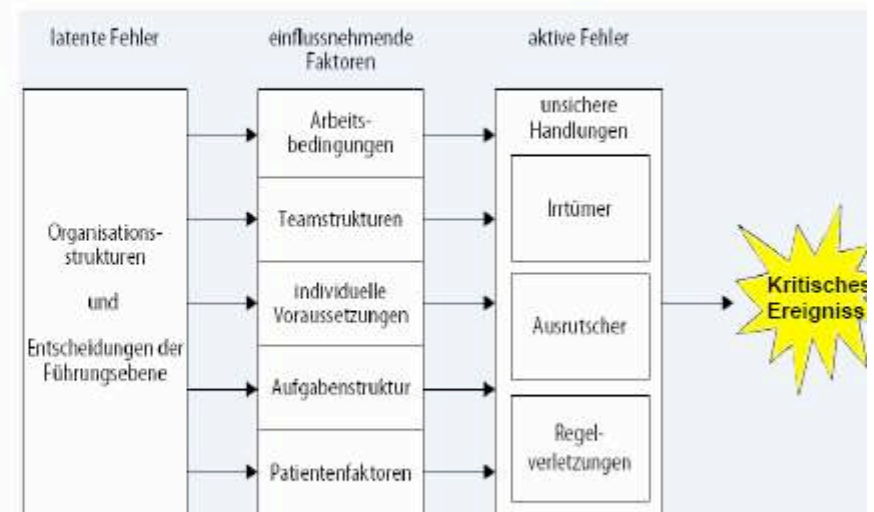 latente Fehler
einflussnehmende
Faktoren
aktive Fehler
Organisations-
strukturen
und
Entscheidungen der
Führungsebene
Arbeits-
bedingungen
Teamstrukturen
individuelle
Voraussetzungen
Aufgabenstruktur
Patientenfaktoren
unsichere
Handlungen
Irrtümer
Ausrutscher
Regel-
verletzungen
Kritisches
Ereigniss